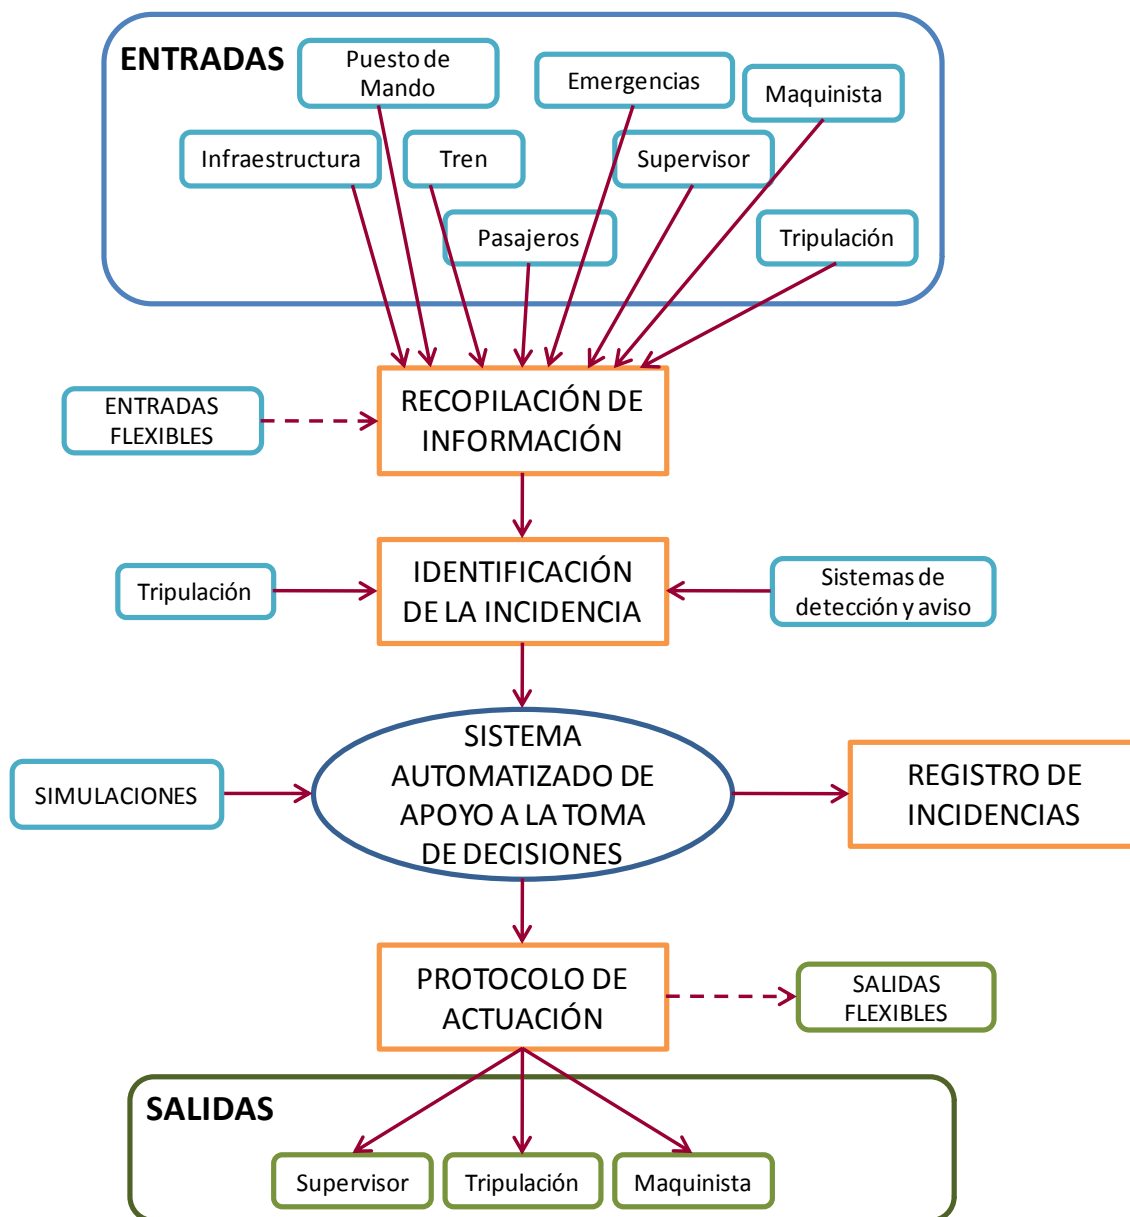 ENTRADAS
Puesto de
Mando
Emergencias
Maquinista
Infraestructura
Tren
Supervisor
Pasajeros
Tripulación
RECOPILACIÓN DE
INFORMACIÓN
ENTRADAS
FLEXIBLES
IDENTIFICACIÓN
DE LA INCIDENCIA
Tripulación
Sistemas de
detección y aviso
SISTEMA
AUTOMATIZADO DE
APOYO A LA TOMA
DE DECISIONES
SIMULACIONES
REGISTRO DE
INCIDENCIAS
PROTOCOLO DE
ACTUACIÓN
SALIDAS
FLEXIBLES
SALIDAS
Supervisor
Tripulación
Maquinista